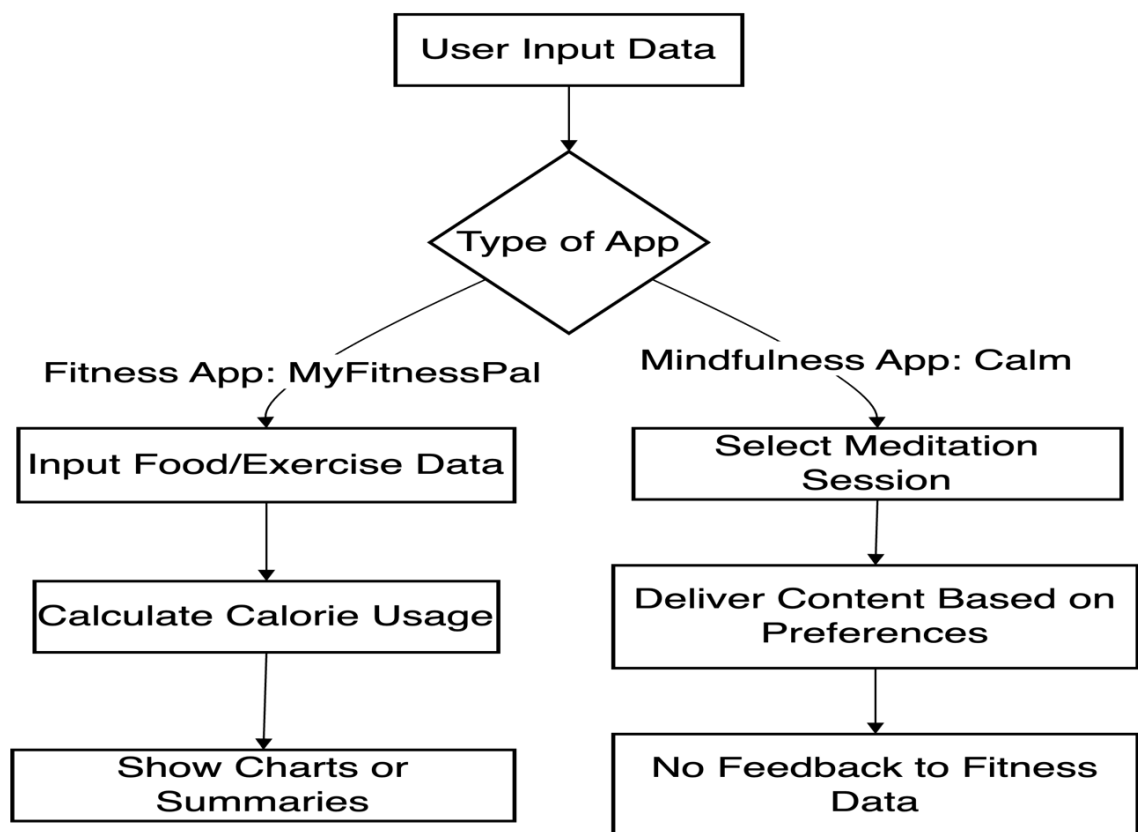 User Input Data
Type of App
Fitness App: MyFitnessPal
Mindfulness App: Calm
Input Food/Exercise Data
Select Meditation
Session
Calculate Calorie Usage
Deliver Content Based on
Preferences
Show Charts or
Summaries
No Feedback to Fitness
Data